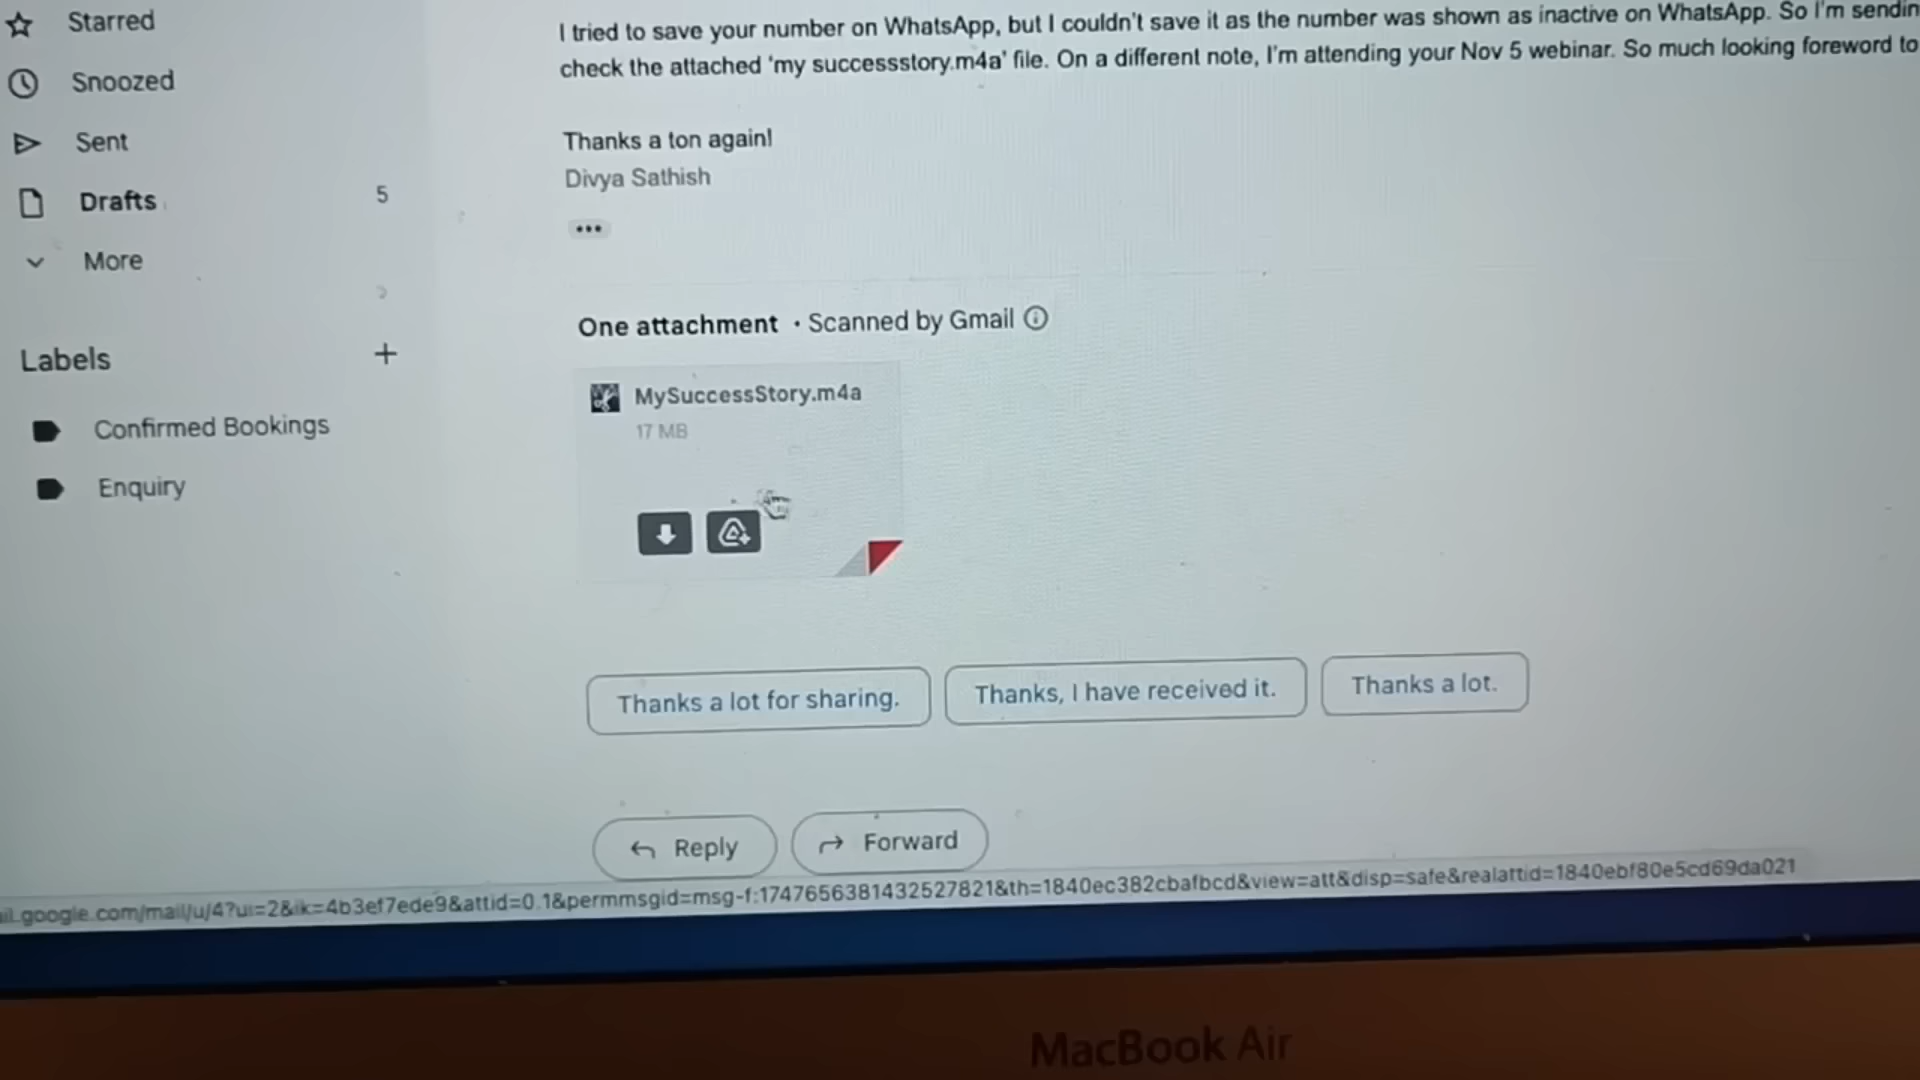 Starred
Snoozed
Sent
Drafts 5
More
Labels +
Confirmed Bookings
Enquiry
I tried to save your number on WhatsApp, but I couldn't save it as the number was shown as inactive on WhatsApp. So I'm sendin
check the attached 'my successstory.m4a' file. On a different note, I'm attending your Nov 5 webinar. So much looking foreword to
Thanks a ton again!
Divya Sathish
•••
One attachment • Scanned by Gmail
MySuccessStory.m4a
17 MB
Thanks a lot for sharing. Thanks, I have received it. Thanks a lot.
Reply Forward
il.google.com/mail/u/4?ui=2&ik=4b3ef7ede9&attid=0.1&permmsgid=msg-f:1747656381432527821&th=1840ec382cbafbcd&view=att&disp=safe&realattid=1840ebf80e5cd69da021
MacBook Air